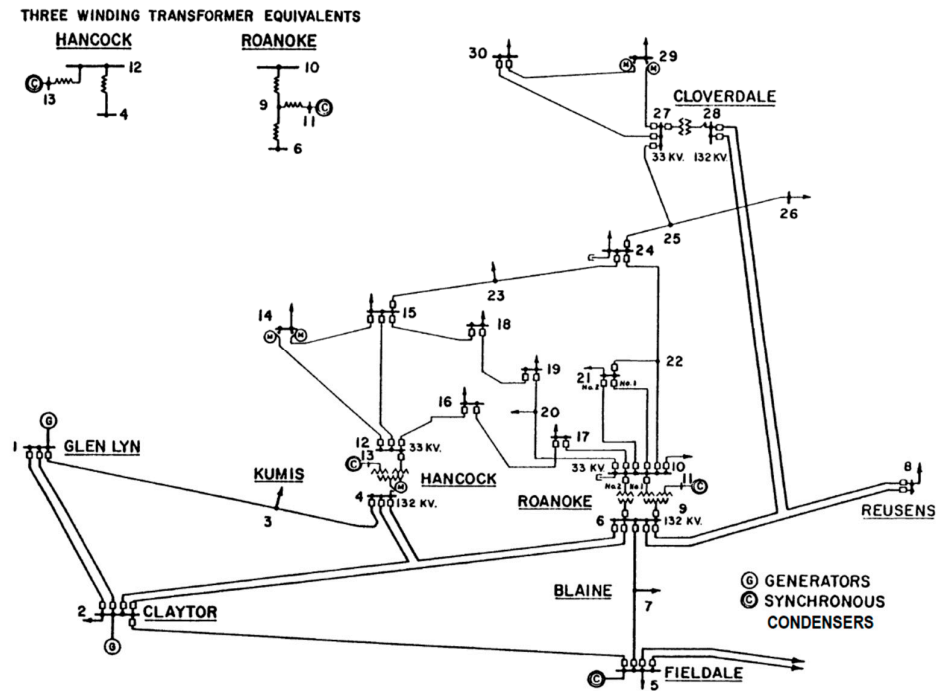 THREE WINDING TRANSFORMER EQUIVALENTS
HANCOCK
ROANOKE
12
C
13
4
10
9
C
11
6
30
29
M
M
CLOVERDALE
27
28
33 KV.
132 KV.
26
25
24
23
14
M
M
15
18
22
19
21
No. 2
No. 1
16
20
17
G
1
GLEN LYN
12
33 KV.
13
C
HANCOCK
M
KUMIS
3
4
132 KV.
33 KV.
10
No. 2
No. 1
11
C
ROANOKE
9
6
132 KV.
8
REUSENS
BLAINE
7
G GENERATORS
C SYNCHRONOUS
CONDENSERS
2
CLAYTOR
G
C
FIELDALE
5